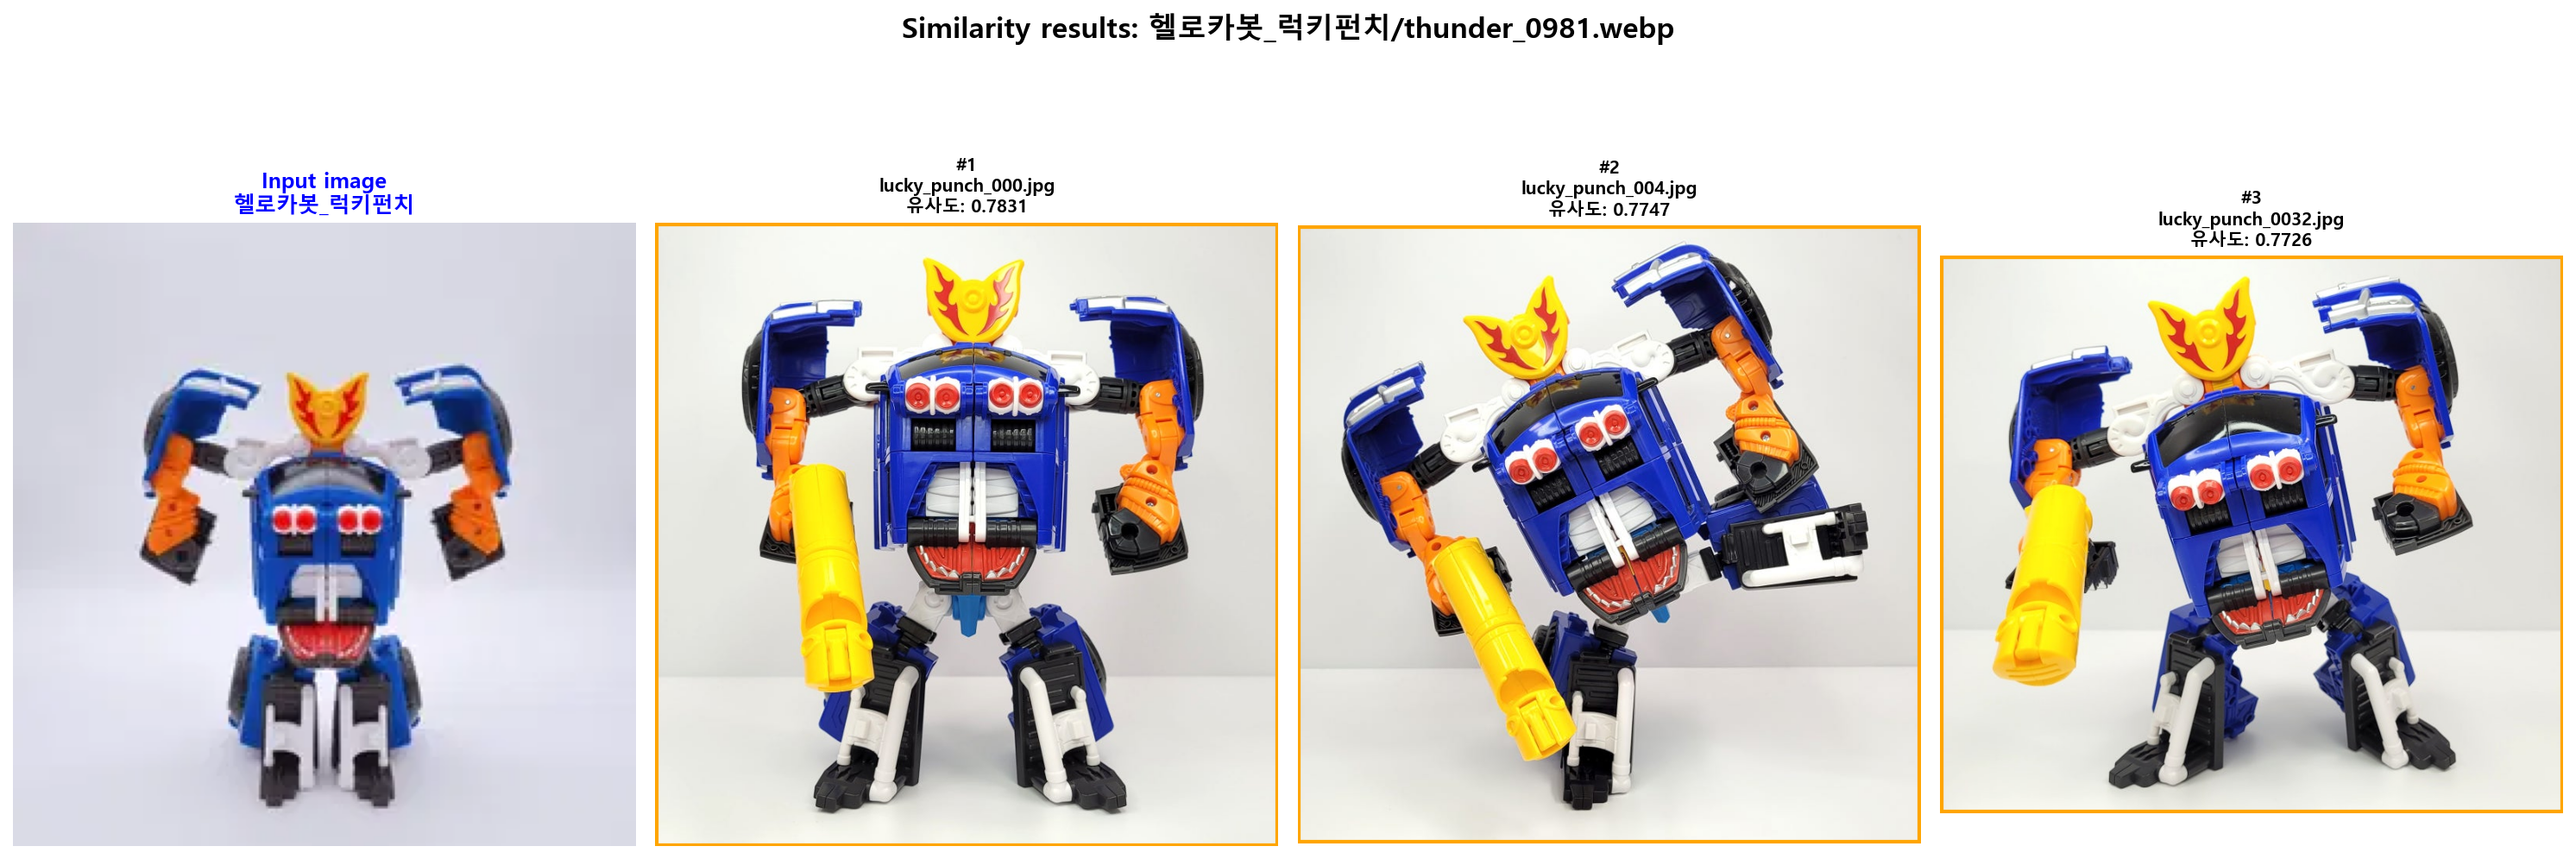 Similarity results: 헬로카봇_럭키펀치/thunder_0981.webp
Input image
헬로카봇_럭키펀치
#1
lucky_punch_000.jpg
유사도: 0.7831
#2
lucky_punch_004.jpg
유사도: 0.7747
#3
lucky_punch_0032.jpg
유사도: 0.7726